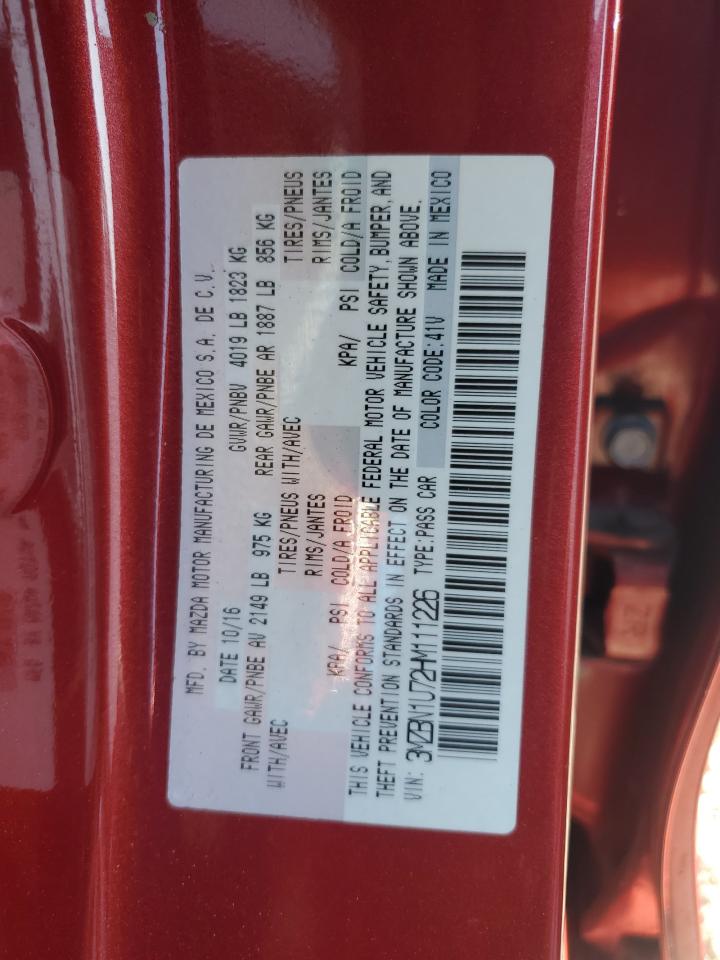 MFD. BY MAZDA MOTOR MANUFACTURING DE MEXICO S.A. DE C.V.
DATE 10/16 GVWR/PNBV 4019 LB 1823 KG
FRONT GAWR/PNBE AV 2149 LB 975 KG REAR GAWR/PNBE AR 1887 LB 856 KG
WITH/AVEC TIRES/PNEUS WITH/AVEC TIRES/PNEUS
RIMS/JANTES RIMS/JANTES
KPA/ PSI COLD/A FROID KPA/ PSI COLD/A FROID
THIS VEHICLE CONFORMS TO ALL APPLICABLE FEDERAL MOTOR VEHICLE SAFETY, BUMPER, AND
THEFT PREVENTION STANDARDS IN EFFECT ON THE DATE OF MANUFACTURE SHOWN ABOVE.
VIN: 3MZBN1L72HM111226 TYPE:PASS CAR COLOR CODE:41V MADE IN MEXICO